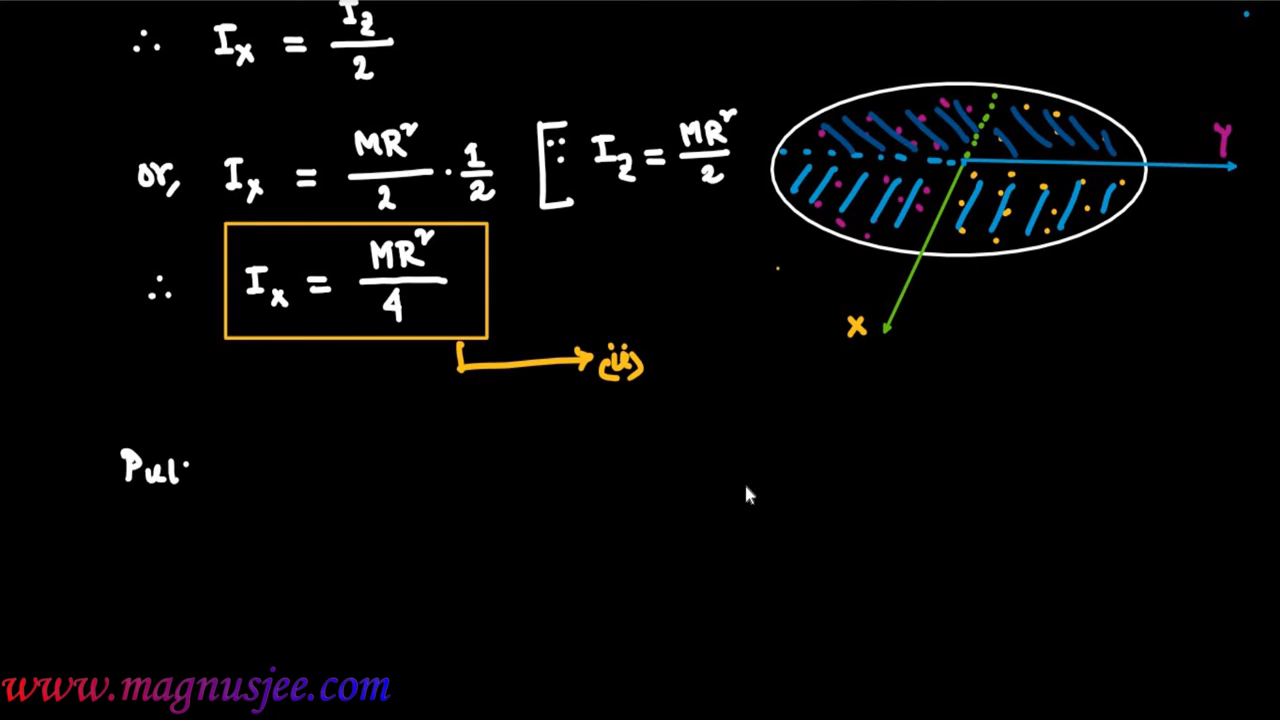 ∴ Iₓ = I_z/2
or, Iₓ = MR²/2 · 1/2 [∵ I_z = MR²/2
∴ Iₓ = MR²/4
(ii)
Y
X
www.magnusjee.com